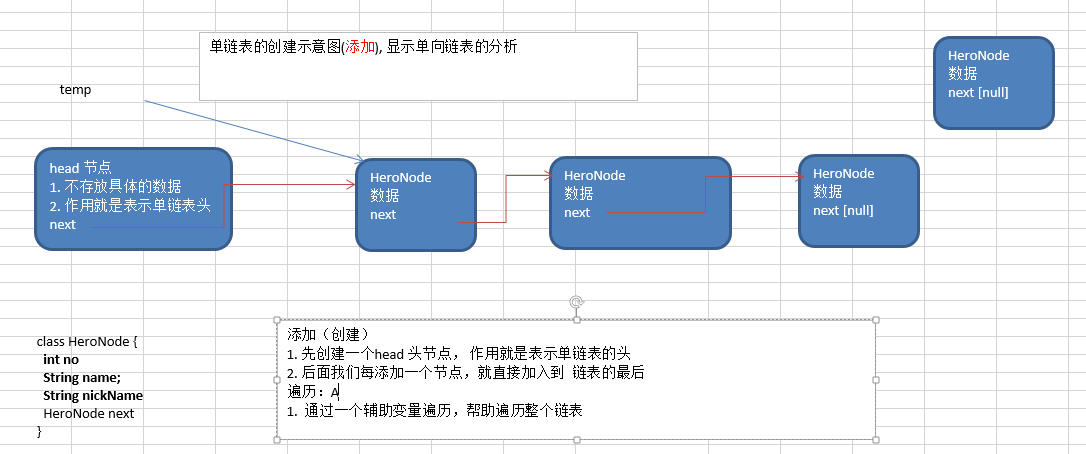 单链表的创建示意图(添加), 显示单向链表的分析
temp
head 节点
1. 不存放具体的数据
2. 作用就是表示单链表头
next
HeroNode
数据
next
HeroNode
数据
next
HeroNode
数据
next [null]
HeroNode
数据
next [null]
class HeroNode {
int no
String name;
String nickName
HeroNode next
}
添加（创建）
1. 先创建一个head 头节点， 作用就是表示单链表的头
2. 后面我们每添加一个节点，就直接加入到 链表的最后
遍历：A
1. 通过一个辅助变量遍历，帮助遍历整个链表